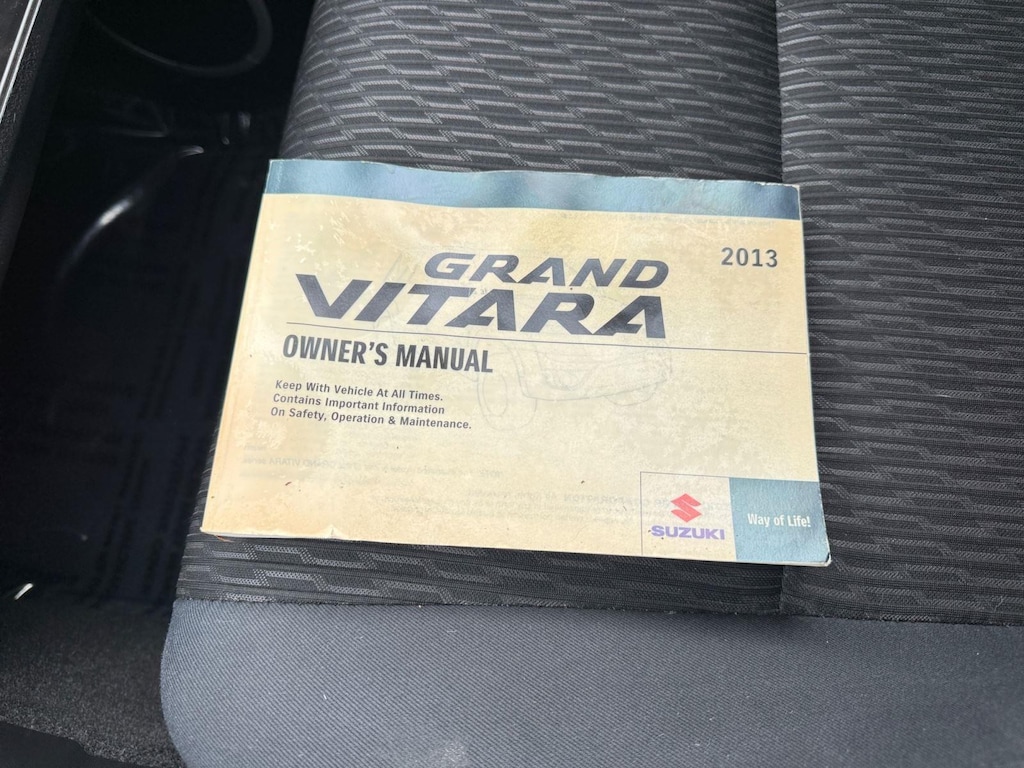 2013
GRAND
VITARA
OWNER'S MANUAL
Keep With Vehicle At All Times.
Contains Important Information
On Safety, Operation & Maintenance.
SUZUKI
Way of Life!